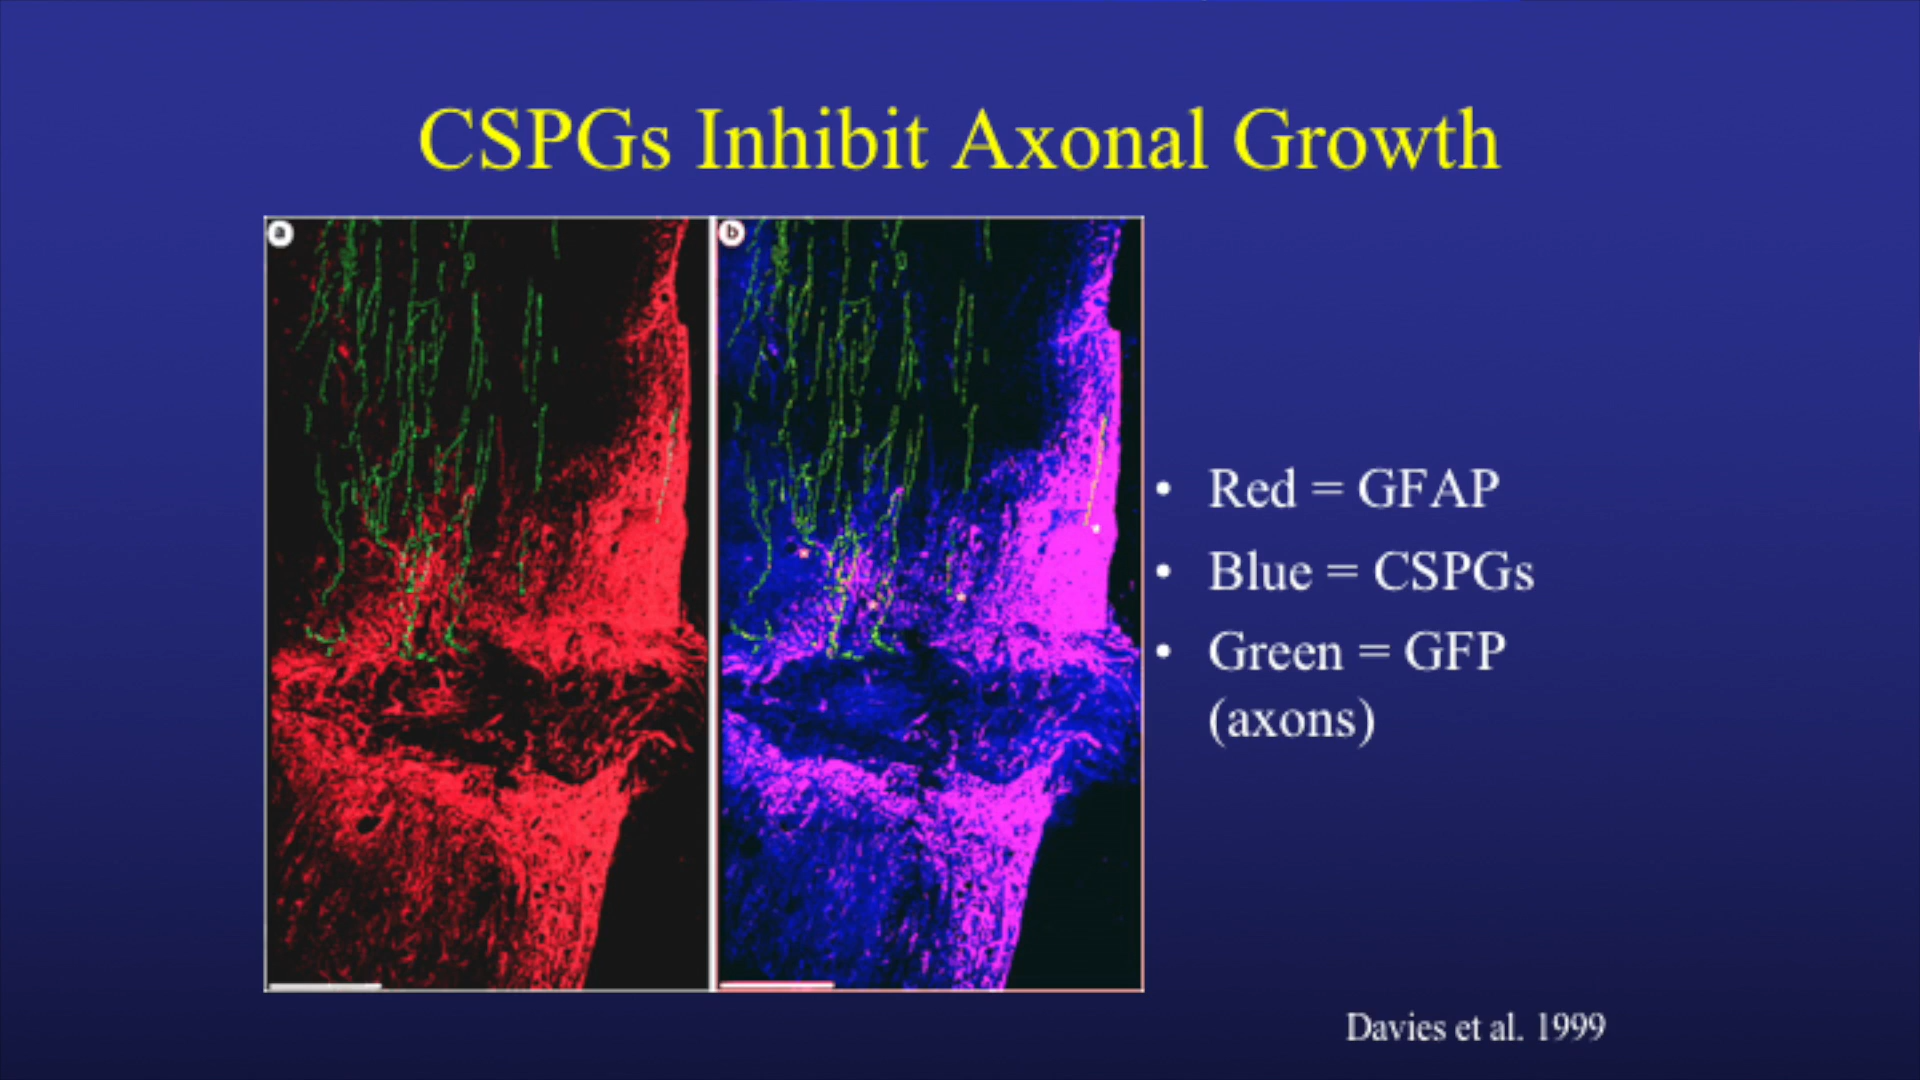 CSPGs Inhibit Axonal Growth
a
b
• Red = GFAP
• Blue = CSPGs
• Green = GFP
(axons)
Davies et al. 1999